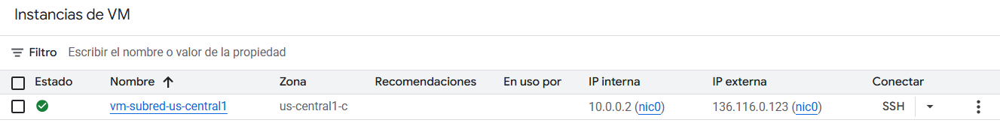 Instancias de VM
Filtro Escribir el nombre o valor de la propiedad
Estado Nombre Zona Recomendaciones En uso por IP interna IP externa Conectar
vm-subred-us-central1 us-central1-c 10.0.0.2 (nic0) 136.116.0.123 (nic0) SSH